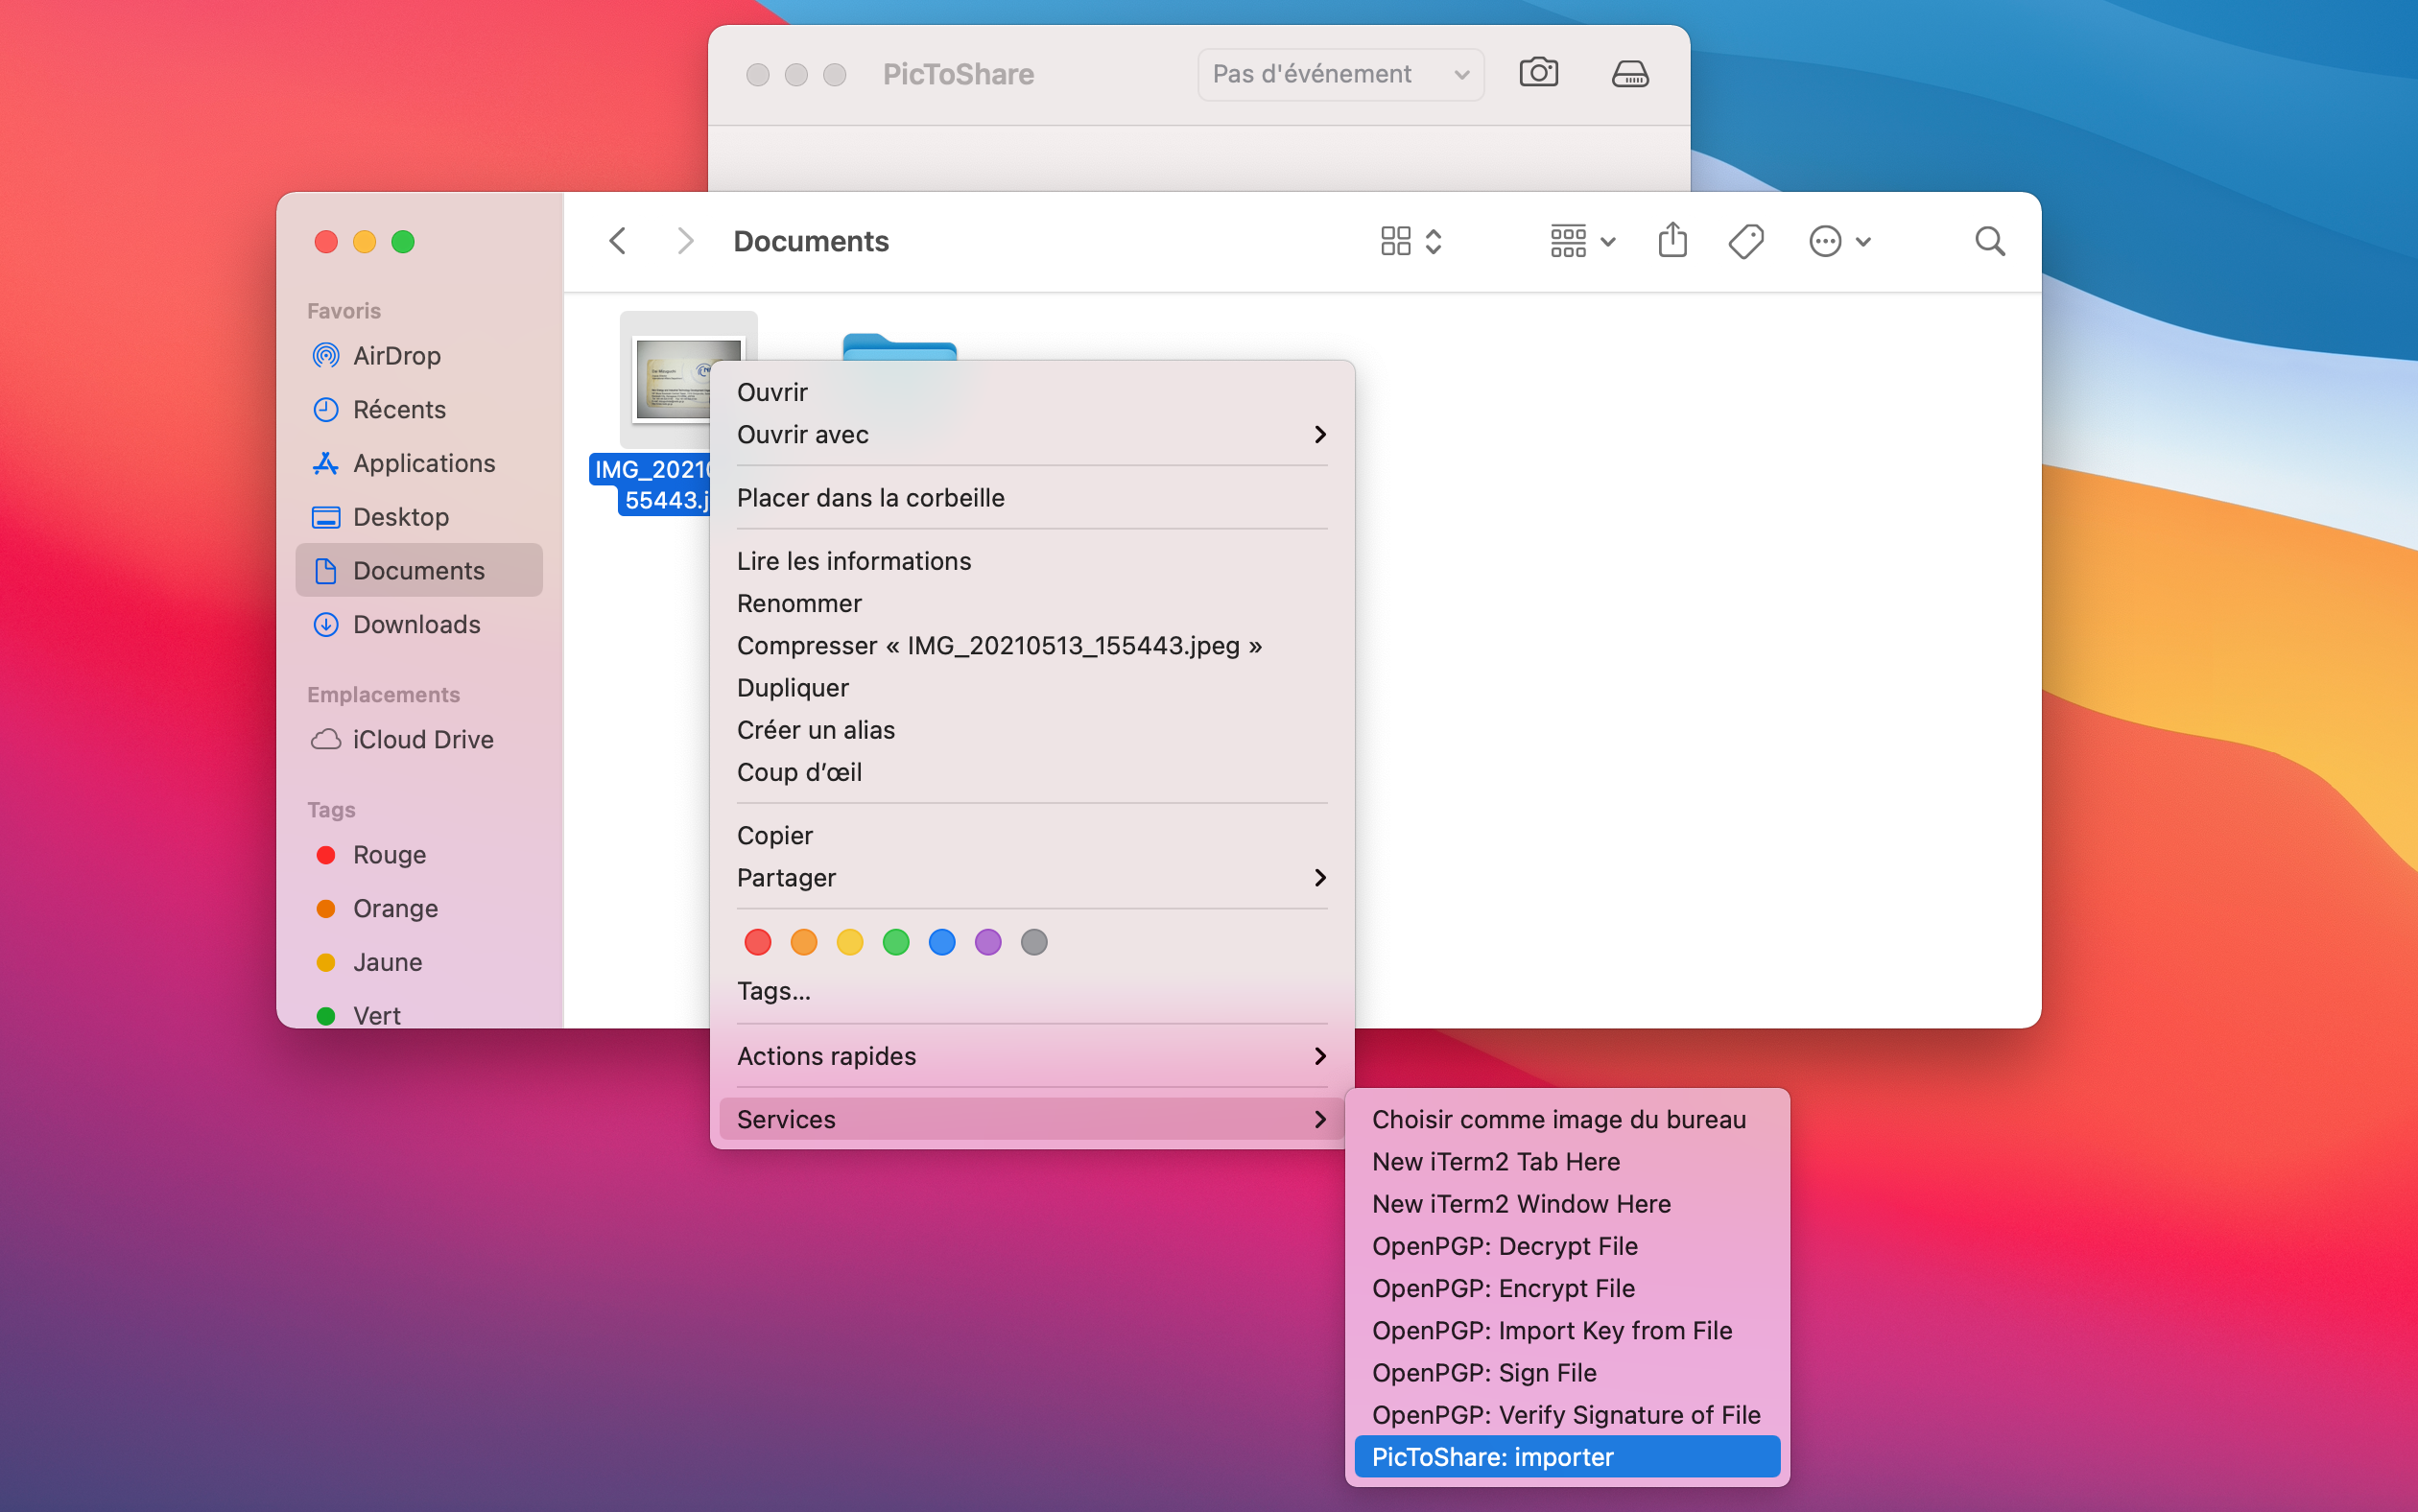 PicToShare
Pas d'événement
Documents
Favoris
AirDrop
Récents
Applications
Desktop
Documents
Downloads
Emplacements
iCloud Drive
Tags
Rouge
Orange
Jaune
Vert
IMG_2021
55443.j
Ouvrir
Ouvrir avec
Placer dans la corbeille
Lire les informations
Renommer
Compresser « IMG_20210513_155443.jpeg »
Dupliquer
Créer un alias
Coup d’œil
Copier
Partager
Tags...
Actions rapides
Services
Choisir comme image du bureau
New iTerm2 Tab Here
New iTerm2 Window Here
OpenPGP: Decrypt File
OpenPGP: Encrypt File
OpenPGP: Import Key from File
OpenPGP: Sign File
OpenPGP: Verify Signature of File
PicToShare: importer